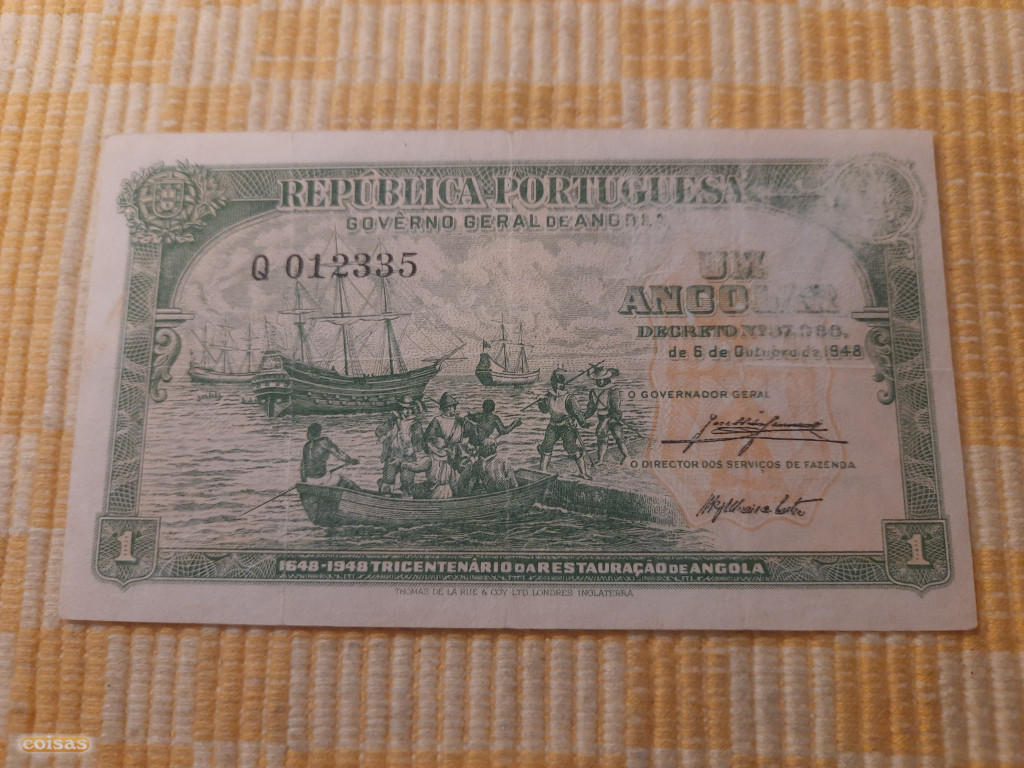 REPÚBLICA PORTUGUESA
GOVÊRNO GERAL DE ANGOLA
Q 012335
UM
ANGOLAR
DECRETO Nº 37.086,
de 6 de Outubro de 1948
O GOVERNADOR GERAL
O DIRECTOR DOS SERVIÇOS DE FAZENDA
1
1
1648-1948 TRICENTENÁRIO DA RESTAURAÇÃO DE ANGOLA
THOMAS DE LA RUE & COY LTD LONDRES INGLATERRA
coisas